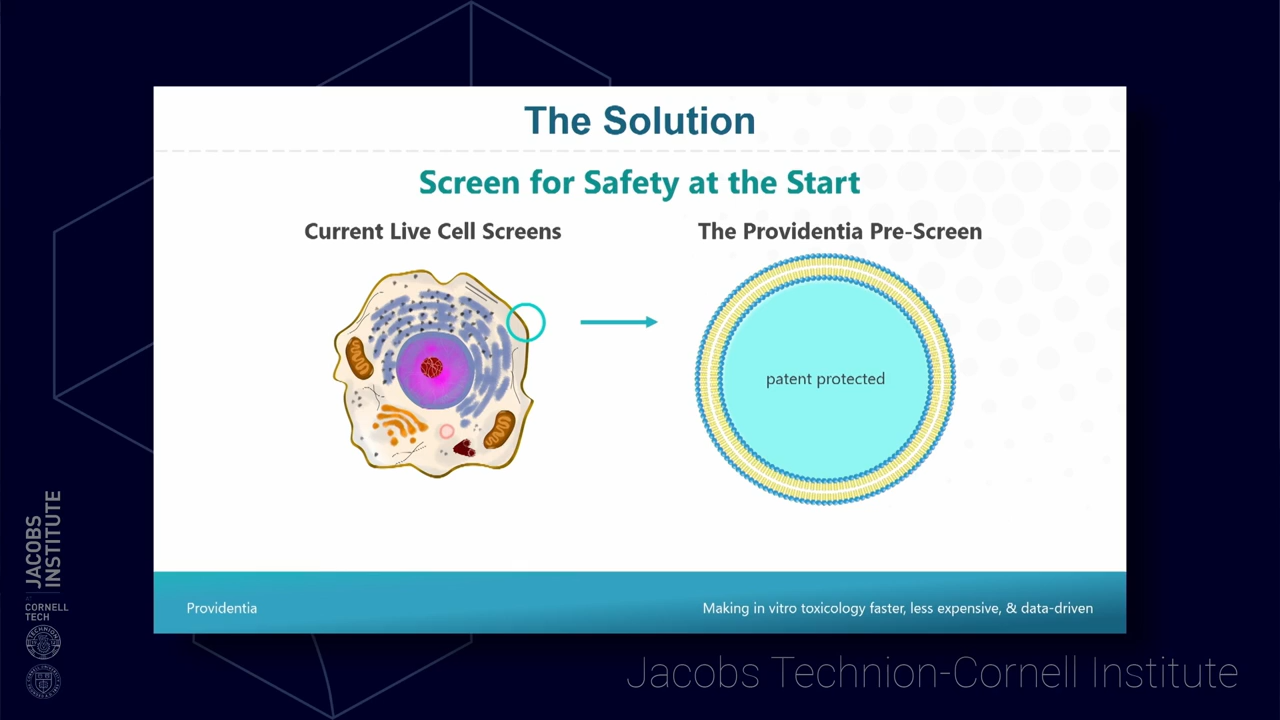 The Solution
Screen for Safety at the Start
Current Live Cell Screens
The Providentia Pre-Screen
patent protected
Providentia
Making in vitro toxicology faster, less expensive, & data-driven
JACOBS
INSTITUTE
CORNELL
TECH
Jacobs Technion-Cornell Institute